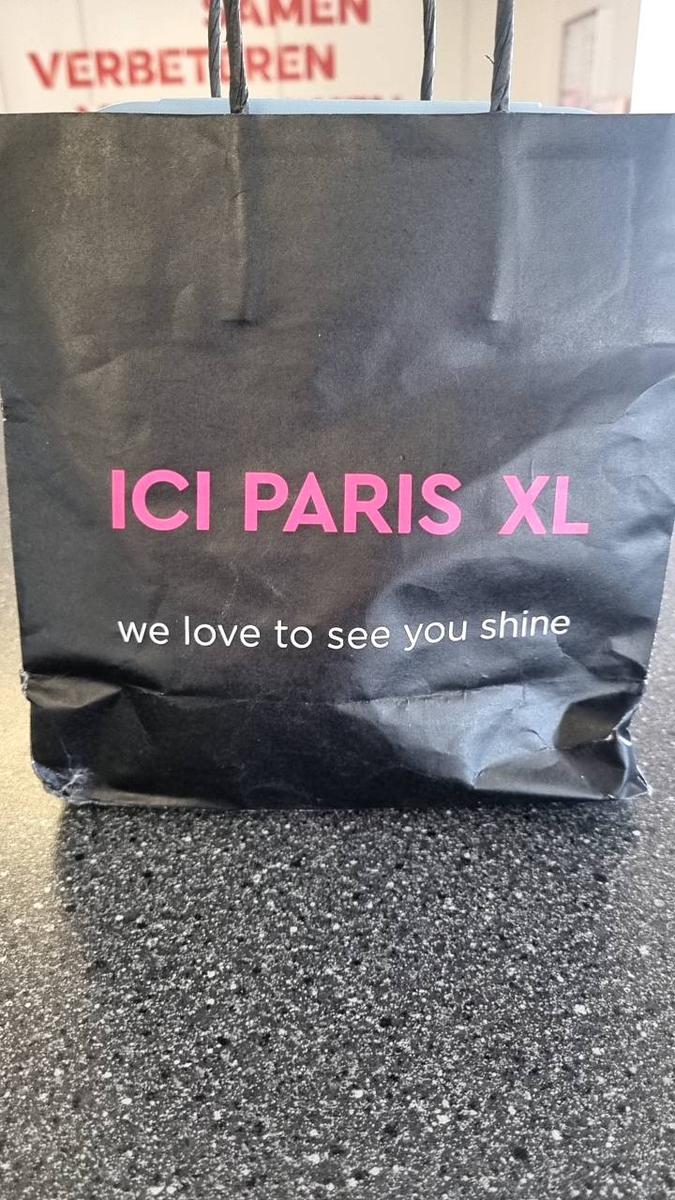 SAMEN
VERBETEREN
ICI PARIS XL
we love to see you shine